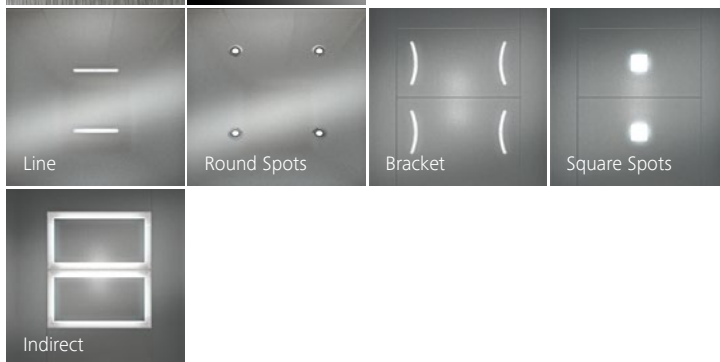 Line
Round Spots
Bracket
Square Spots
Indirect